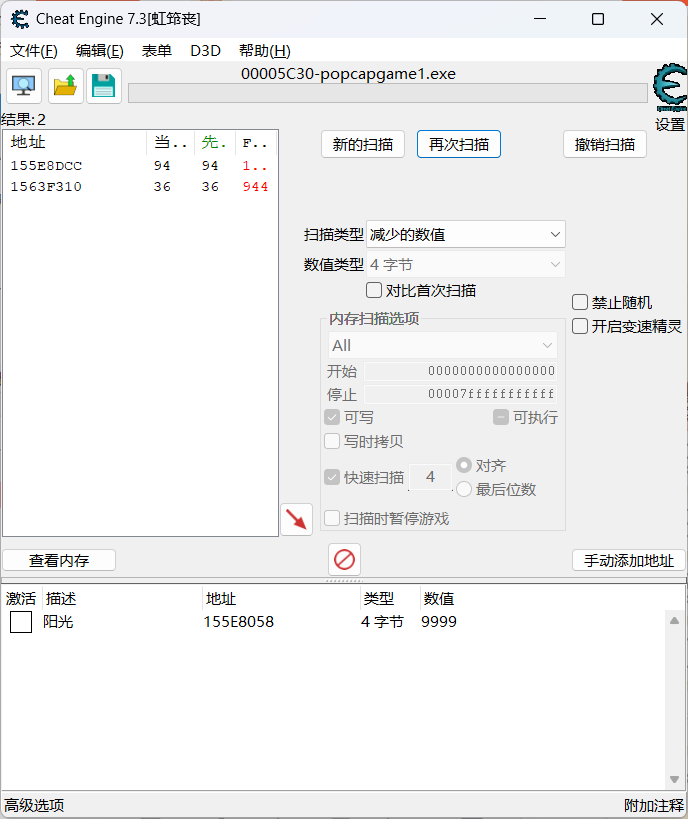 Cheat Engine 7.3[虹筇丧]
文件(F) 编辑(E) 表单 D3D 帮助(H)
00005C30-popcapgame1.exe
结果: 2
设置
地址 当.. 先. F..
155E8DCC 94 94 1..
1563F310 36 36 944
新的扫描 再次扫描 撤销扫描
扫描类型 减少的数值
数值类型 4 字节
对比首次扫描
禁止随机
开启变速精灵
内存扫描选项
All
开始 0000000000000000
停止 00007fffffffffff
可写 可执行
写时拷贝
快速扫描 4 对齐
最后位数
扫描时暂停游戏
查看内存 手动添加地址
激活 描述 地址 类型 数值
阳光 155E8058 4 字节 9999
高级选项 附加注释